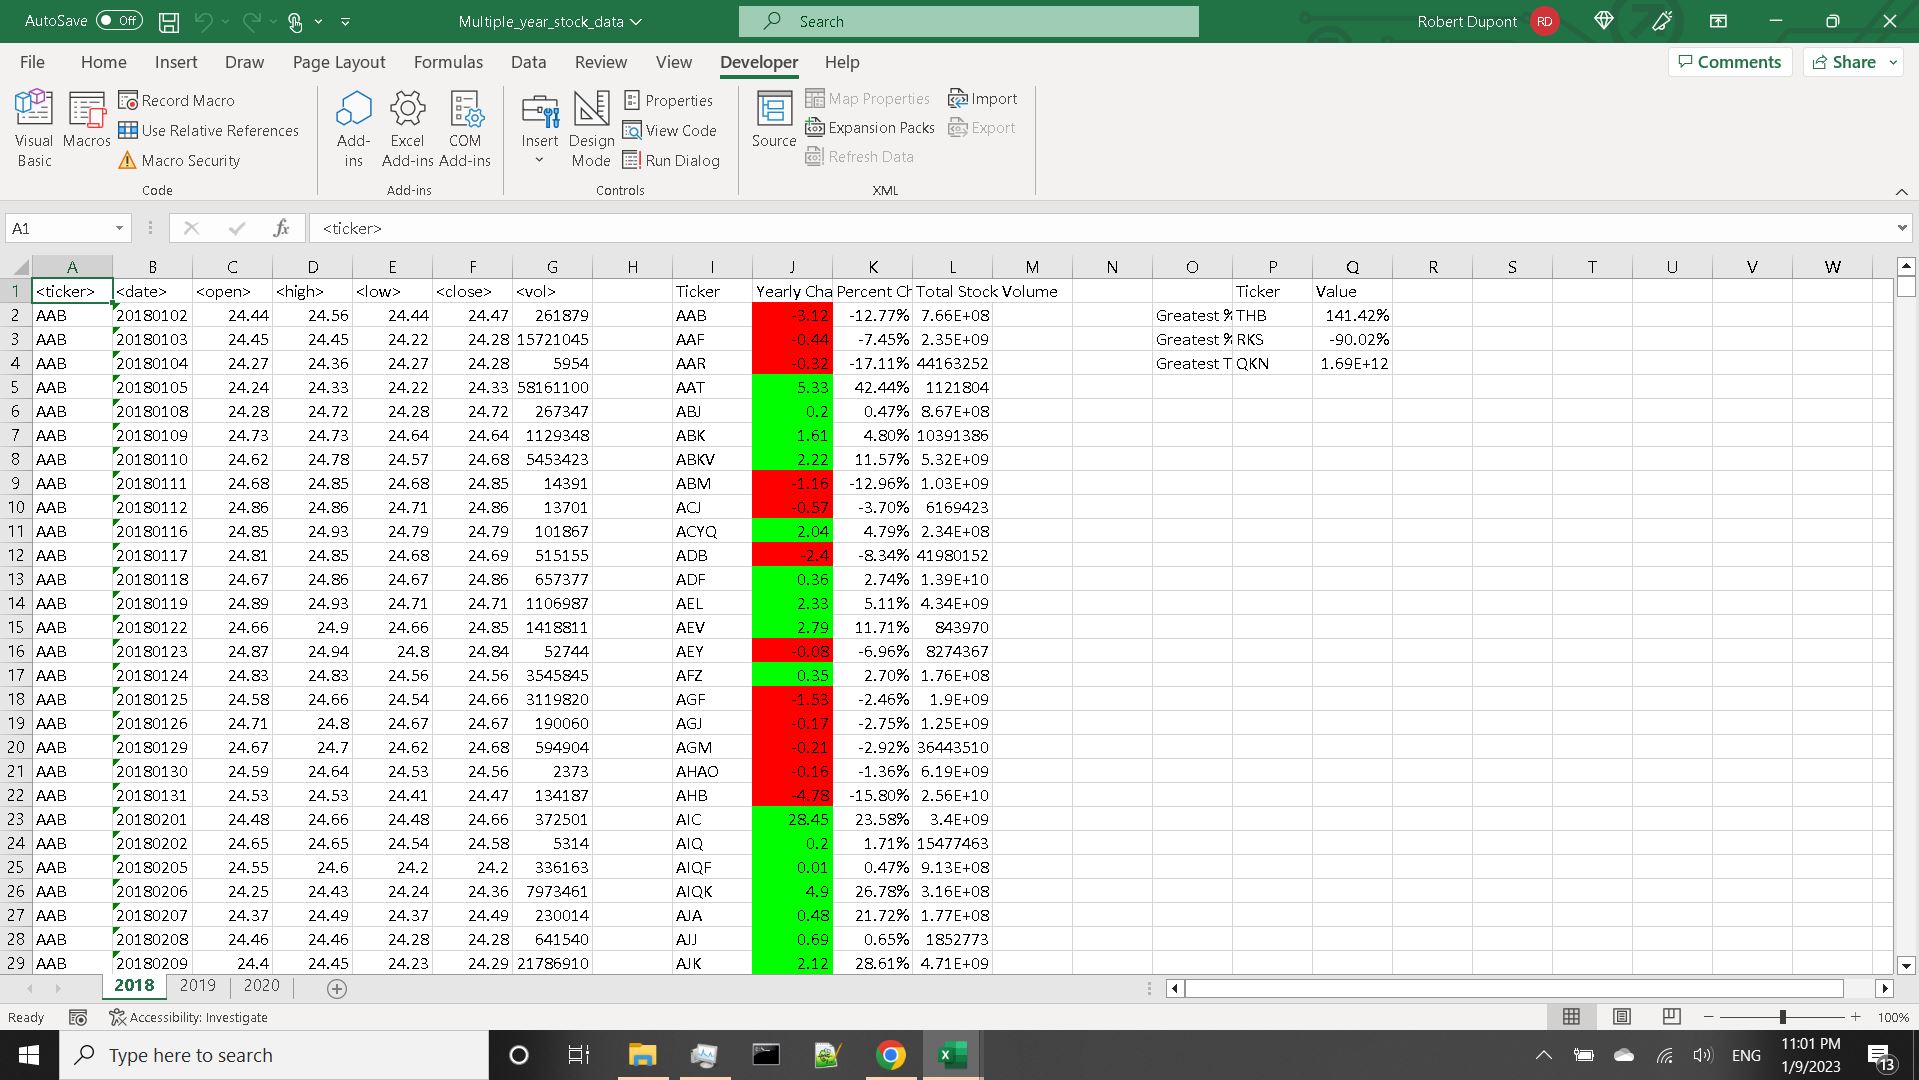 AutoSave Off Multiple_year_stock_data Search Robert Dupont RD
File Home Insert Draw Page Layout Formulas Data Review View Developer Help Comments Share
Visual Basic
Macros
Record Macro
Use Relative References
Macro Security
Code
Add-ins
Excel Add-ins
COM Add-ins
Add-ins
Insert
Design Mode
Properties
View Code
Run Dialog
Controls
Source
Map Properties
Expansion Packs
Refresh Data
Import
Export
XML
A1 fx <ticker>
A B C D E F G H I J K L M N O P Q R S T U V W
1 <ticker> <date> <open> <high> <low> <close> <vol> Ticker Yearly Cha Percent Ch Total Stock Volume Ticker Value
2 AAB 20180102 24.44 24.56 24.44 24.47 261879 AAB -3.12 -12.77% 7.66E+08 Greatest % THB 141.42%
3 AAB 20180103 24.45 24.45 24.22 24.28 15721045 AAF -0.44 -7.45% 2.35E+09 Greatest % RKS -90.02%
4 AAB 20180104 24.27 24.36 24.27 24.28 5954 AAR -0.32 -17.11% 44163252 Greatest T QKN 1.69E+12
5 AAB 20180105 24.24 24.33 24.22 24.33 58161100 AAT 5.33 42.44% 1121804
6 AAB 20180108 24.28 24.72 24.28 24.72 267347 ABJ 0.2 0.47% 8.67E+08
7 AAB 20180109 24.73 24.73 24.64 24.64 1129348 ABK 1.61 4.80% 10391386
8 AAB 20180110 24.62 24.78 24.57 24.68 5453423 ABKV 2.22 11.57% 5.32E+09
9 AAB 20180111 24.68 24.85 24.68 24.85 14391 ABM -1.16 -12.96% 1.03E+09
10 AAB 20180112 24.86 24.86 24.71 24.86 13701 ACJ -0.57 -3.70% 6169423
11 AAB 20180116 24.85 24.93 24.79 24.79 101867 ACYQ 2.04 4.79% 2.34E+08
12 AAB 20180117 24.81 24.85 24.68 24.69 515155 ADB -2.4 -8.34% 41980152
13 AAB 20180118 24.67 24.86 24.67 24.86 657377 ADF 0.36 2.74% 1.39E+10
14 AAB 20180119 24.89 24.93 24.71 24.71 1106987 AEL 2.33 5.11% 4.34E+09
15 AAB 20180122 24.66 24.9 24.66 24.85 1418811 AEV 2.79 11.71% 843970
16 AAB 20180123 24.87 24.94 24.8 24.84 52744 AEY -0.08 -6.96% 8274367
17 AAB 20180124 24.83 24.83 24.56 24.56 3545845 AFZ 0.35 2.70% 1.76E+08
18 AAB 20180125 24.58 24.66 24.54 24.66 3119820 AGF -1.53 -2.46% 1.9E+09
19 AAB 20180126 24.71 24.8 24.67 24.67 190060 AGJ -0.17 -2.75% 1.25E+09
20 AAB 20180129 24.67 24.7 24.62 24.68 594904 AGM -0.21 -2.92% 36443510
21 AAB 20180130 24.59 24.64 24.53 24.56 2373 AHAO -0.16 -1.36% 6.19E+09
22 AAB 20180131 24.53 24.53 24.41 24.47 134187 AHB -4.78 -15.80% 2.56E+10
23 AAB 20180201 24.48 24.66 24.48 24.66 372501 AIC 28.45 23.58% 3.4E+09
24 AAB 20180202 24.65 24.65 24.54 24.58 5314 AIQ 0.2 1.71% 15477463
25 AAB 20180205 24.55 24.6 24.2 24.2 336163 AIQF 0.01 0.47% 9.13E+08
26 AAB 20180206 24.25 24.43 24.24 24.36 7973461 AIQK 4.9 26.78% 3.16E+08
27 AAB 20180207 24.37 24.49 24.37 24.49 230014 AJA 0.48 21.72% 1.77E+08
28 AAB 20180208 24.46 24.46 24.28 24.28 641540 AJJ 0.69 0.65% 1852773
29 AAB 20180209 24.4 24.45 24.23 24.29 21786910 AJK 2.12 28.61% 4.71E+09
2018 2019 2020
Ready Accessibility: Investigate 100%
Type here to search ENG 11:01 PM
1/9/2023 13